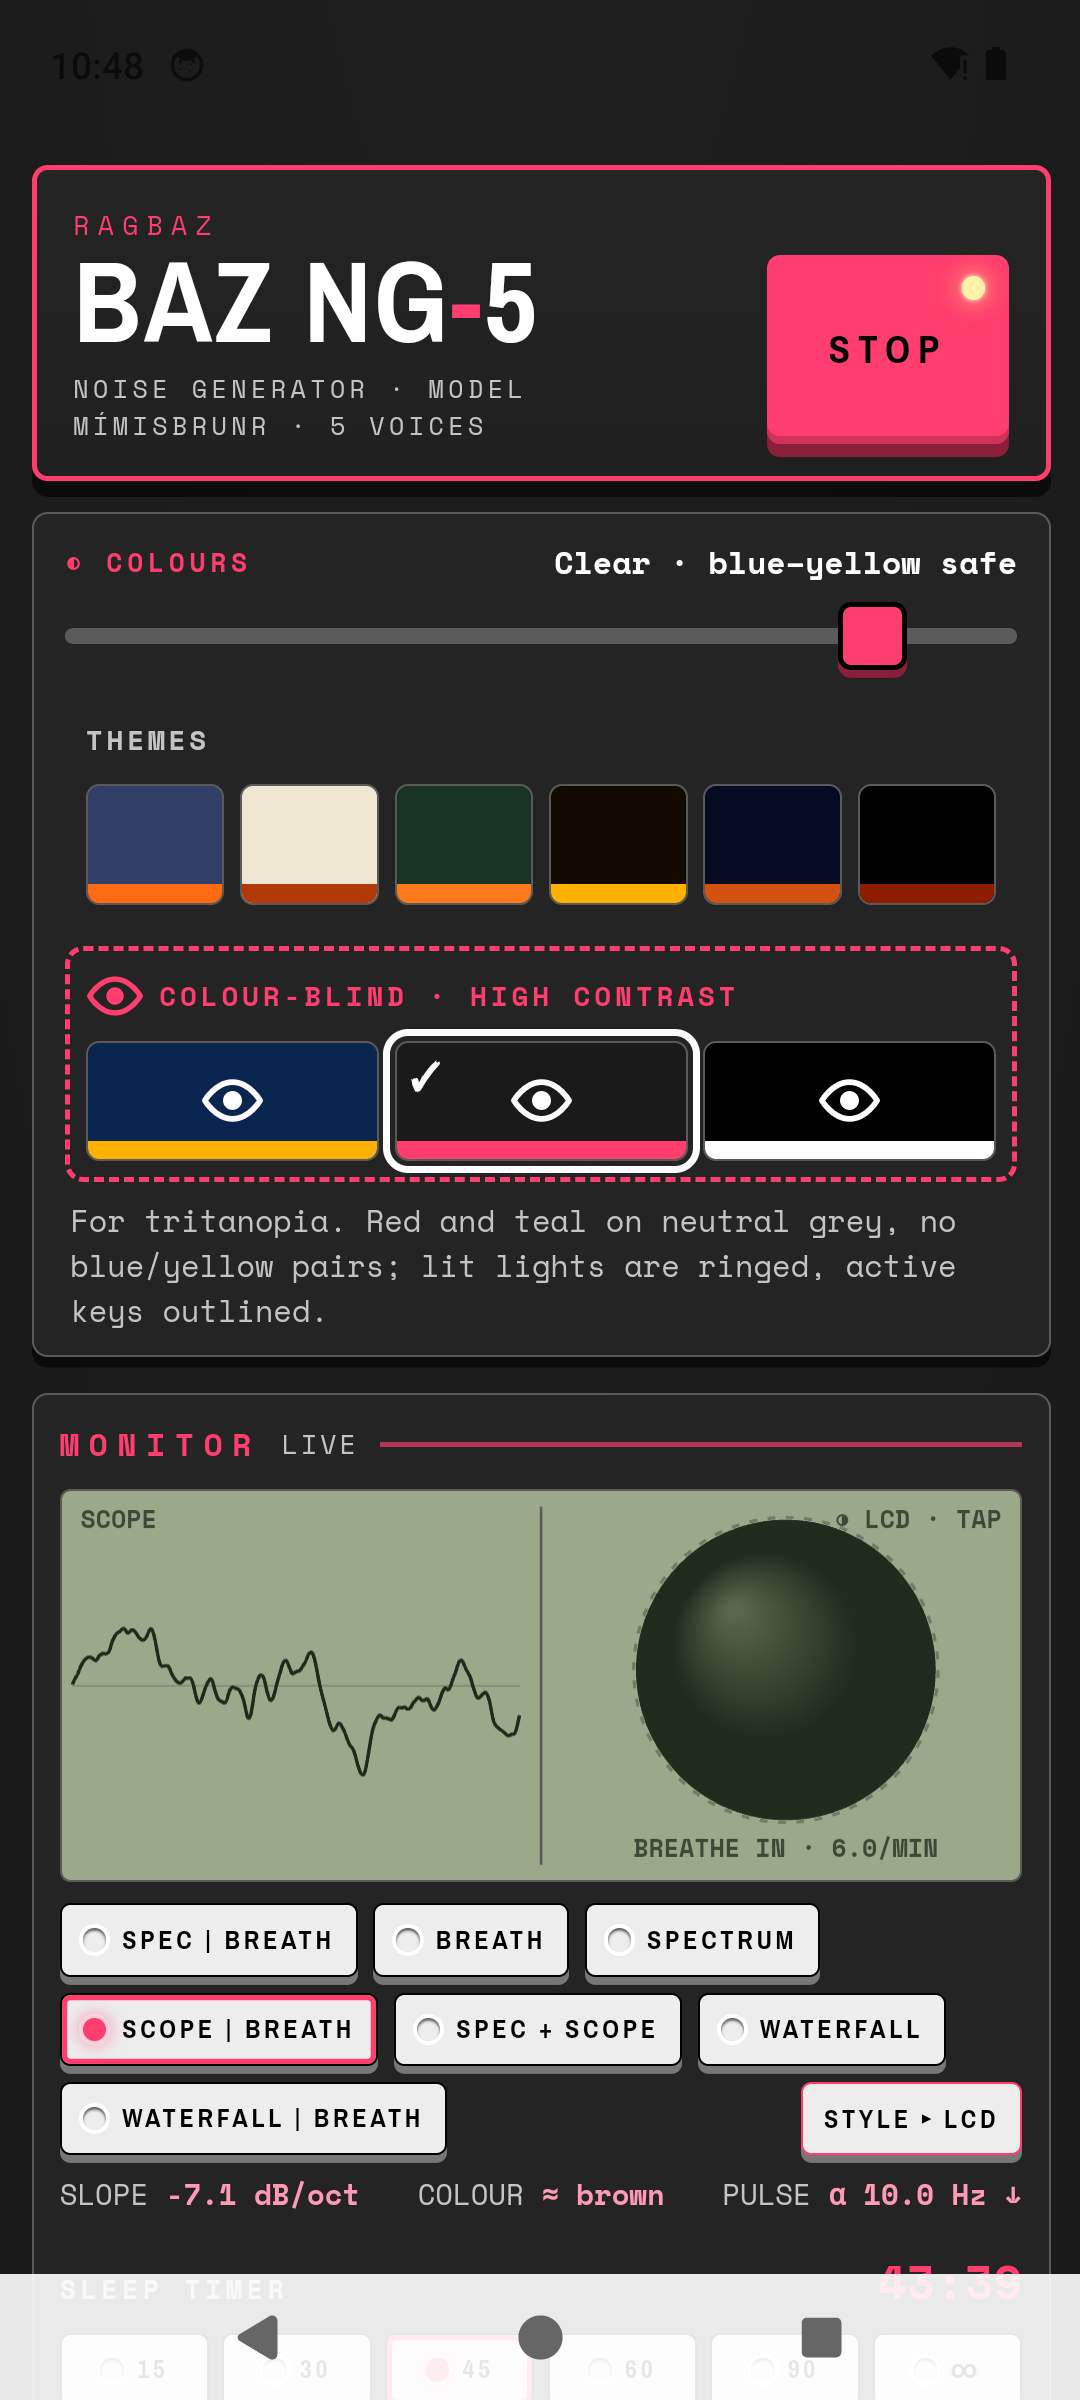 10:48
RAGBAZ
BAZ NG-5
STOP
NOISE GENERATOR · MODEL
MÍMISBRUNR · 5 VOICES
◐ COLOURS
Clear · blue-yellow safe
THEMES
COLOUR-BLIND · HIGH CONTRAST
✓
For tritanopia. Red and teal on neutral grey, no
blue/yellow pairs; lit lights are ringed, active
keys outlined.
MONITOR LIVE
SCOPE
◑ LCD · TAP
BREATHE IN · 6.0/MIN
SPEC | BREATH
BREATH
SPECTRUM
SCOPE | BREATH
SPEC + SCOPE
WATERFALL
WATERFALL | BREATH
STYLE ▸ LCD
SLOPE -7.1 dB/oct
COLOUR ≈ brown
PULSE α 10.0 Hz ↓
SLEEP TIMER
43:39
15
30
45
60
90
∞